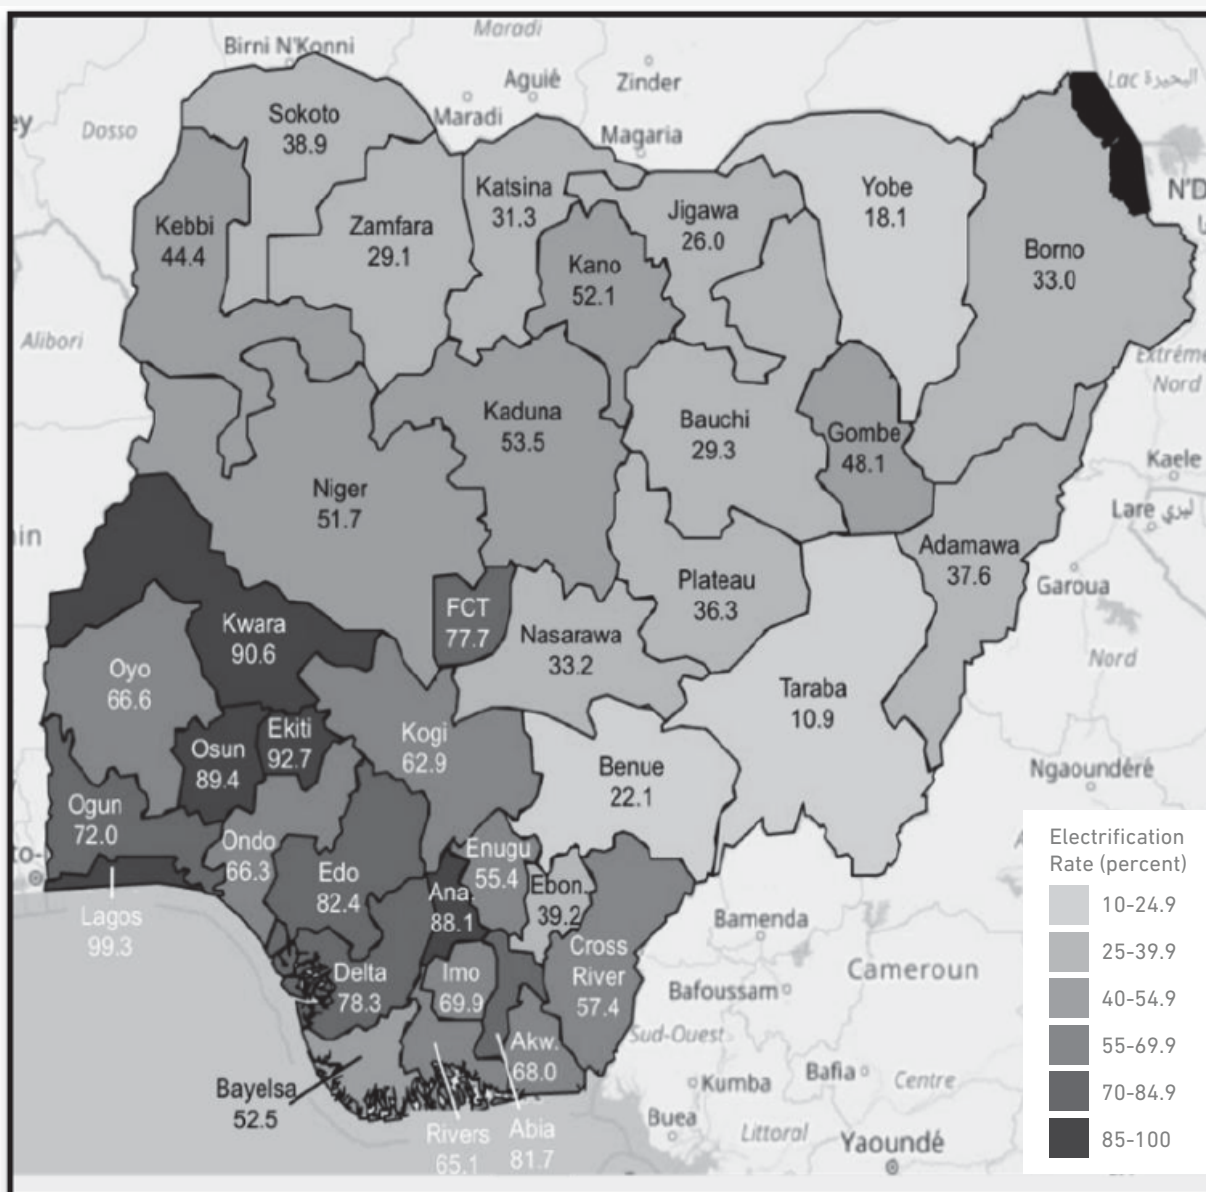 Maradi
Birni N'Konni
Aguié
Zinder
Lac البحيرة
Dosso
Sokoto
38.9
Maradi
Magaria
Katsina
31.3
Yobe
18.1
N'D
Kebbi
44.4
Zamfara
29.1
Jigawa
26.0
Borno
33.0
Kano
52.1
Alibori
Extrême
Nord
Kaduna
53.5
Bauchi
29.3
Gombe
48.1
Kaele
Niger
51.7
Lare ليري
Adamawa
37.6
Plateau
36.3
Garoua
FCT
77.7
Kwara
90.6
Nasarawa
33.2
Oyo
66.6
Nord
Taraba
10.9
Ekiti
92.7
Kogi
62.9
Osun
89.4
Benue
22.1
Ngaoundéré
Ogun
72.0
Ondo
66.3
Enugu
55.4
Edo
82.4
Ana.
88.1
Ebon.
39.2
Lagos
99.3
Bamenda
Cross
River
57.4
Delta
78.3
Imo
69.9
Cameroun
Bafoussam
Akw.
68.0
Sud-Ouest
Bayelsa
52.5
Kumba
Bafia
Centre
Rivers
65.1
Abia
81.7
Buea
Littoral
Yaoundé
Electrification
Rate (percent)
10-24.9
25-39.9
40-54.9
55-69.9
70-84.9
85-100